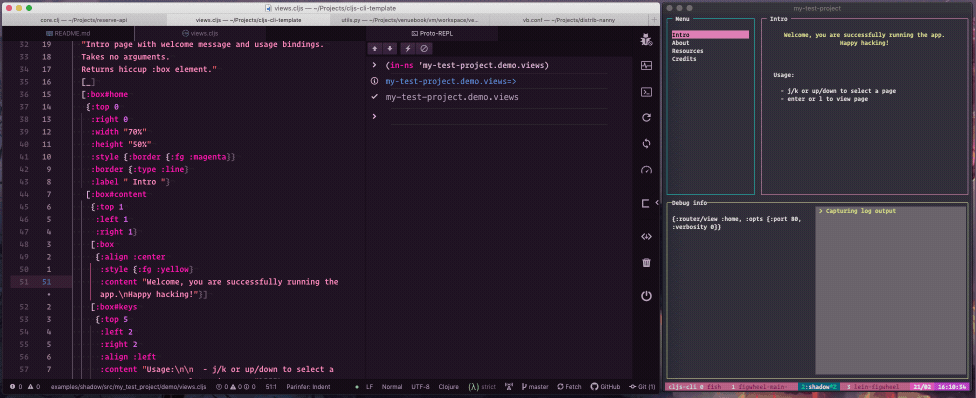 views.cljs — ~/Projects/cljs-cli-template
core.clj — ~/Projects/reserve-api
views.cljs — ~/Projects/cljs-cli-template
utils.py — ~/Projects/venuebook/vm/workspace/ve...
vb.conf — ~/Projects/distrib-nanny
README.md
views.cljs
Proto-REPL
32 19 "Intro page with welcome message and usage bindings.
33 18 Takes no arguments.
34 17 Returns hiccup :box element."
35 16 [_]
36 15 [:box#home
37 14 {:top 0
38 13 :right 0
39 12 :width "70%"
40 11 :height "50%"
41 10 :style {:border {:fg :magenta}}
42 9 :border {:type :line}
43 8 :label " Intro "}
44 7 [:box#content
45 6 {:top 1
46 5 :left 1
47 4 :right 1}
48 3 [:box
49 2 {:align :center
50 1 :style {:fg :yellow}
51 51 :content "Welcome, you are successfully running the
• app.\nHappy hacking!"}]
52 2 [:box#keys
53 3 {:top 5
54 4 :left 2
55 5 :right 2
56 6 :align :left
57 7 :content "Usage:\n\n - j/k or up/down to select a
(in-ns 'my-test-project.demo.views)
my-test-project.demo.views=>
my-test-project.demo.views
0 0 examples/shadow/src/my_test_project/demo/views.cljs 0 0 0 51:1 Parinfer: Indent
LF Normal UTF-8 Clojure (λ) strict master Fetch GitHub Git (1)
my-test-project
Menu
Intro
About
Resources
Credits
Intro
Welcome, you are successfully running the app.
Happy hacking!
Usage:
- j/k or up/down to select a page
- enter or l to view page
Debug info
{:router/view :home, :opts {:port 80,
:verbosity 0}}
> Capturing log output
cljs-cli 0 fish 1 figwheel-main- 2:shadow*Z 3 lein-figwheel 21/02 16:10:34